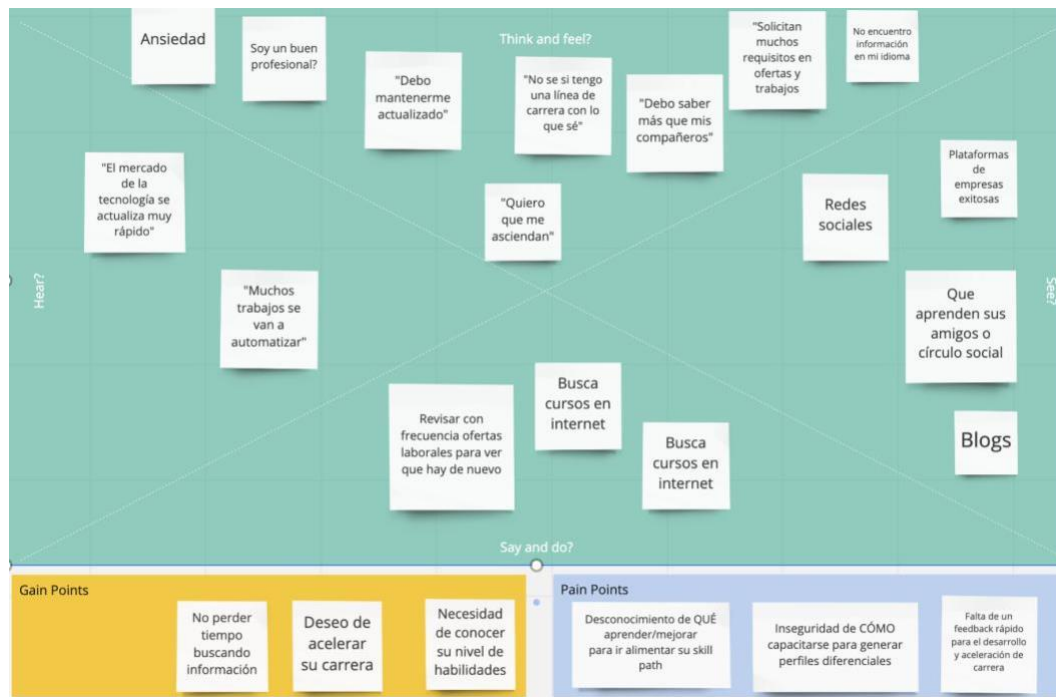 Think and feel?
Ansiedad
Soy un buen
profesional?
"Debo
mantenerme
actualizado"
"No se si tengo
una línea de
carrera con lo
que sé"
"Debo saber
más que mis
compañeros"
"Solicitan
muchos
requisitos en
ofertas y
trabajos
No encuentro
información
en mi idioma
"Quiero
que me
asciendan"
Hear?
"El mercado
de la
tecnología se
actualiza muy
rápido"
"Muchos
trabajos se
van a
automatizar"
See?
Plataformas
de
empresas
exitosas
Redes
sociales
Que
aprenden sus
amigos o
círculo social
Blogs
Revisar con
frecuencia ofertas
laborales para ver
que hay de nuevo
Busca
cursos en
internet
Busca
cursos en
internet
Say and do?
Gain Points
No perder
tiempo
buscando
información
Deseo de
acelerar
su carrera
Necesidad
de conocer
su nivel de
habilidades
Pain Points
Desconocimiento de QUÉ
aprender/mejorar
para ir alimentar su skill
path
Inseguridad de CÓMO
capacitarse para generar
perfiles diferenciales
Falta de un
feedback rápido
para el desarrollo
y aceleración de
carrera